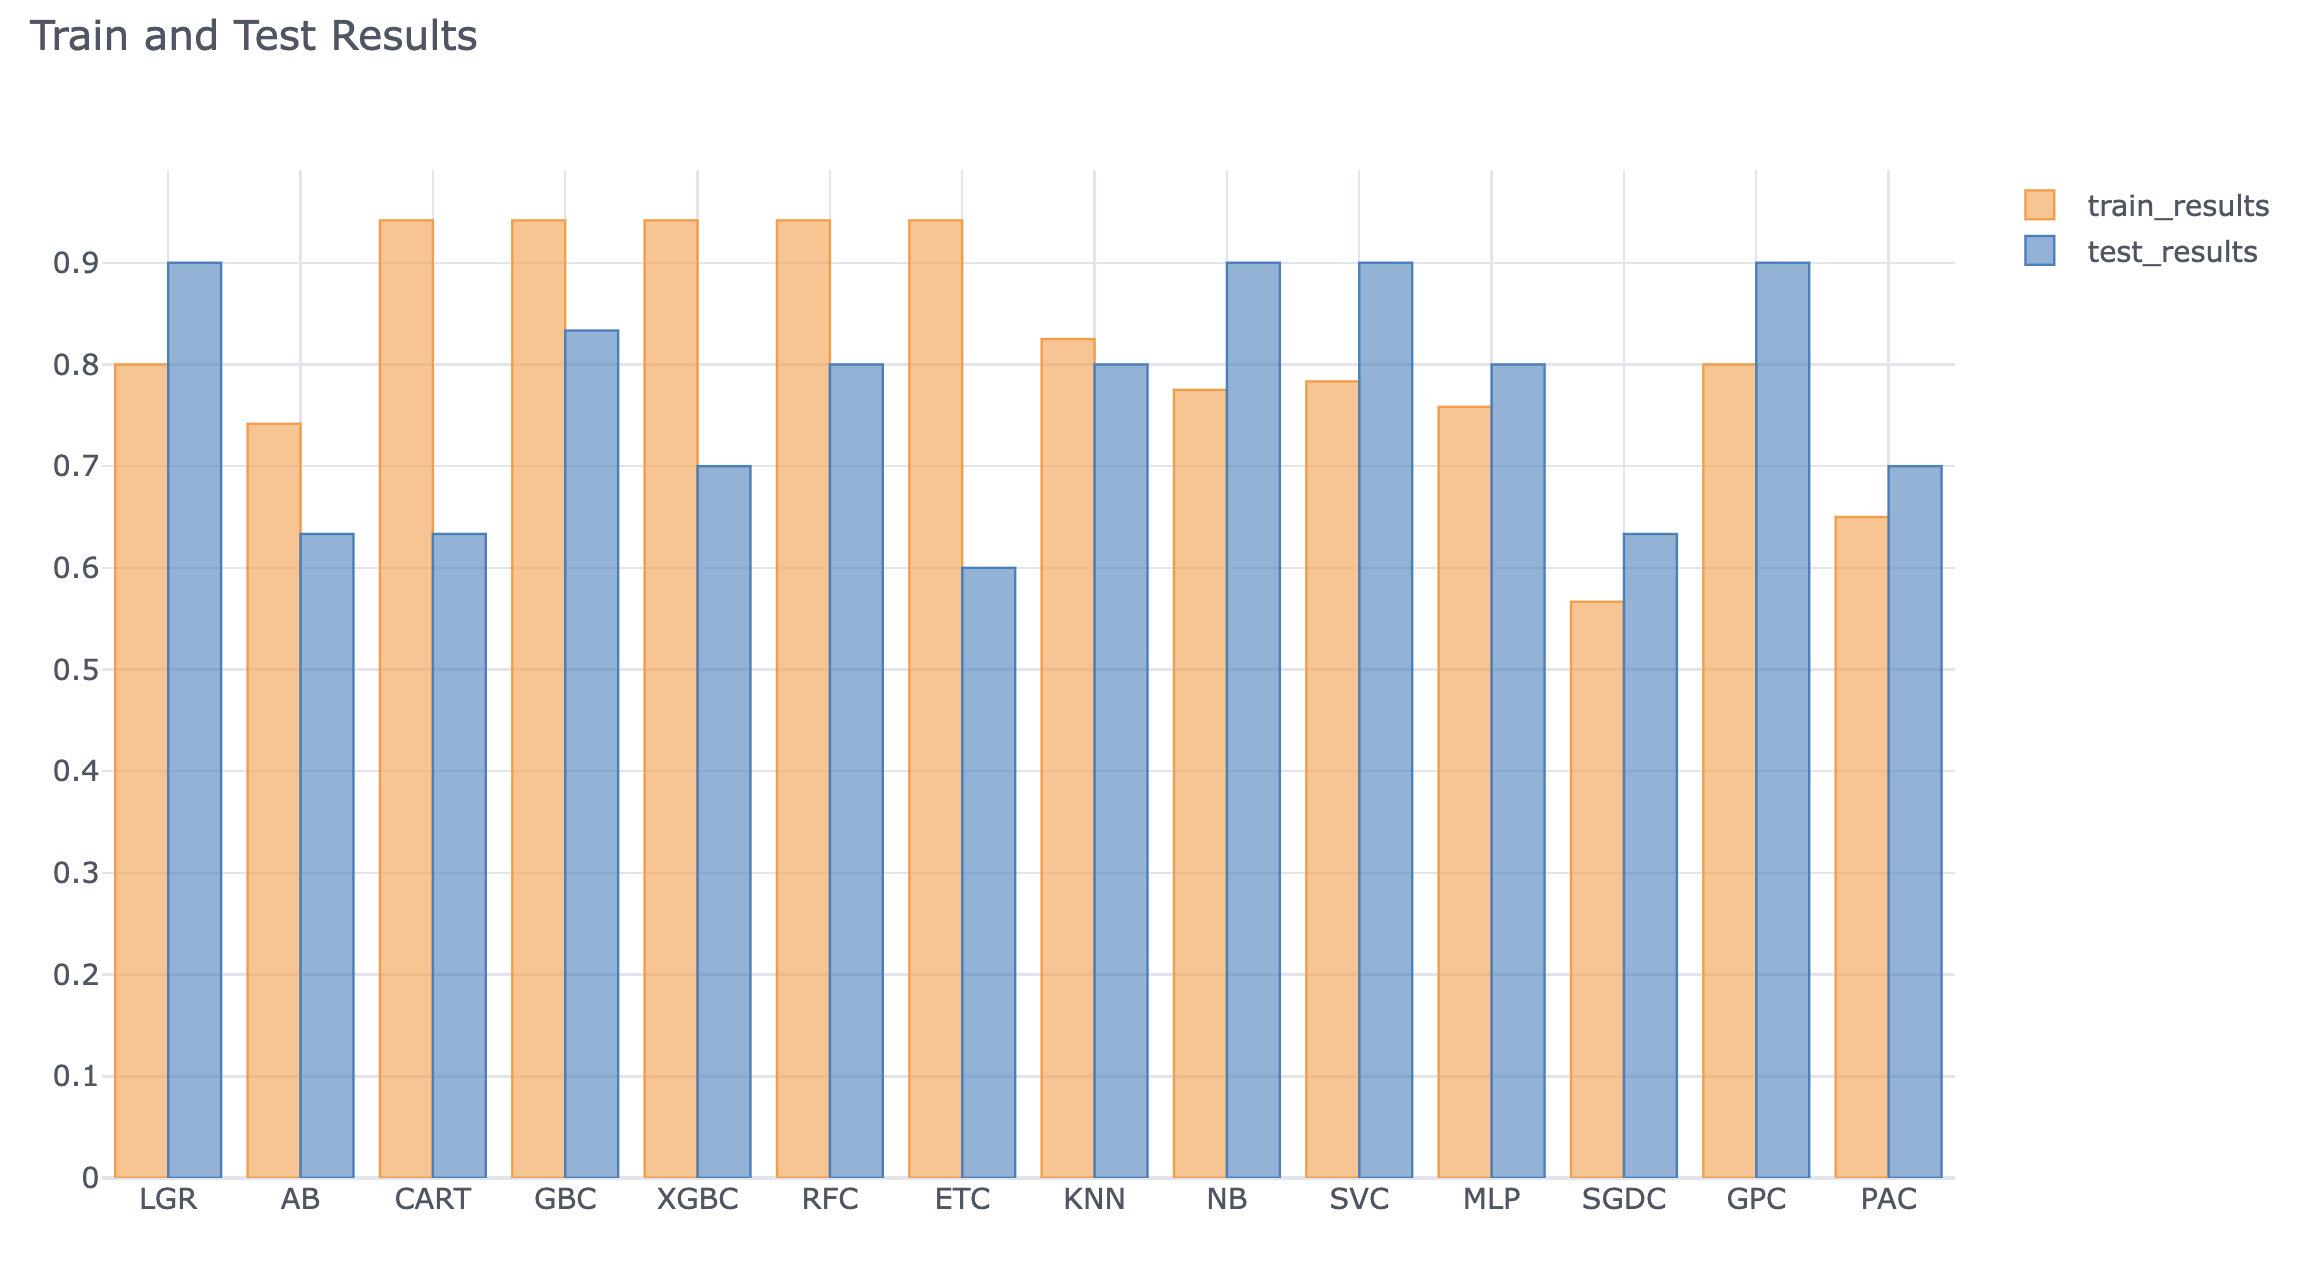 Train and Test Results
train_results
test_results
0.9
0.8
0.7
0.6
0.5
0.4
0.3
0.2
0.1
0
LGR AB CART GBC XGBC RFC ETC KNN NB SVC MLP SGDC GPC PAC